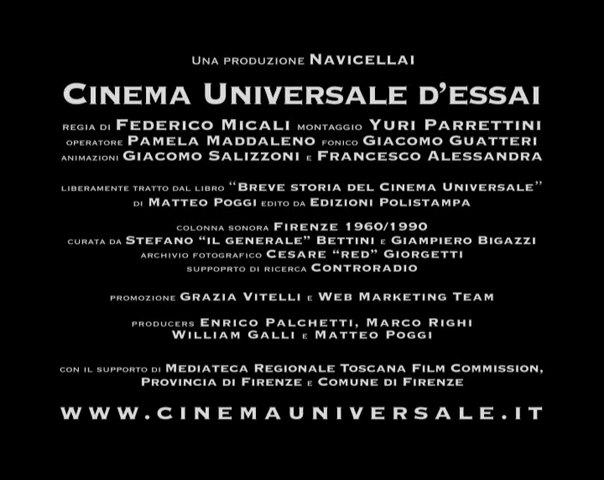 Una produzione Navicellai
Cinema Universale d'essai
regia di Federico Micali montaggio Yuri Parrettini
operatore Pamela Maddaleno fonico Giacomo Guatteri
animazioni Giacomo Salizzoni e Francesco Alessandra
liberamente tratto dal libro “Breve storia del Cinema Universale”
di Matteo Poggi edito da Edizioni Polistampa
colonna sonora Firenze 1960/1990
curata da Stefano “il Generale” Bettini e Giampiero Bigazzi
archivio fotografico Cesare “Red” Giorgetti
suppoprto di ricerca Controradio
promozione Grazia Vitelli e Web Marketing Team
producers Enrico Palchetti, Marco Righi
William Galli e Matteo Poggi
con il supporto di Mediateca Regionale Toscana Film Commission,
Provincia di Firenze e Comune di Firenze
www.cinemauniversale.it